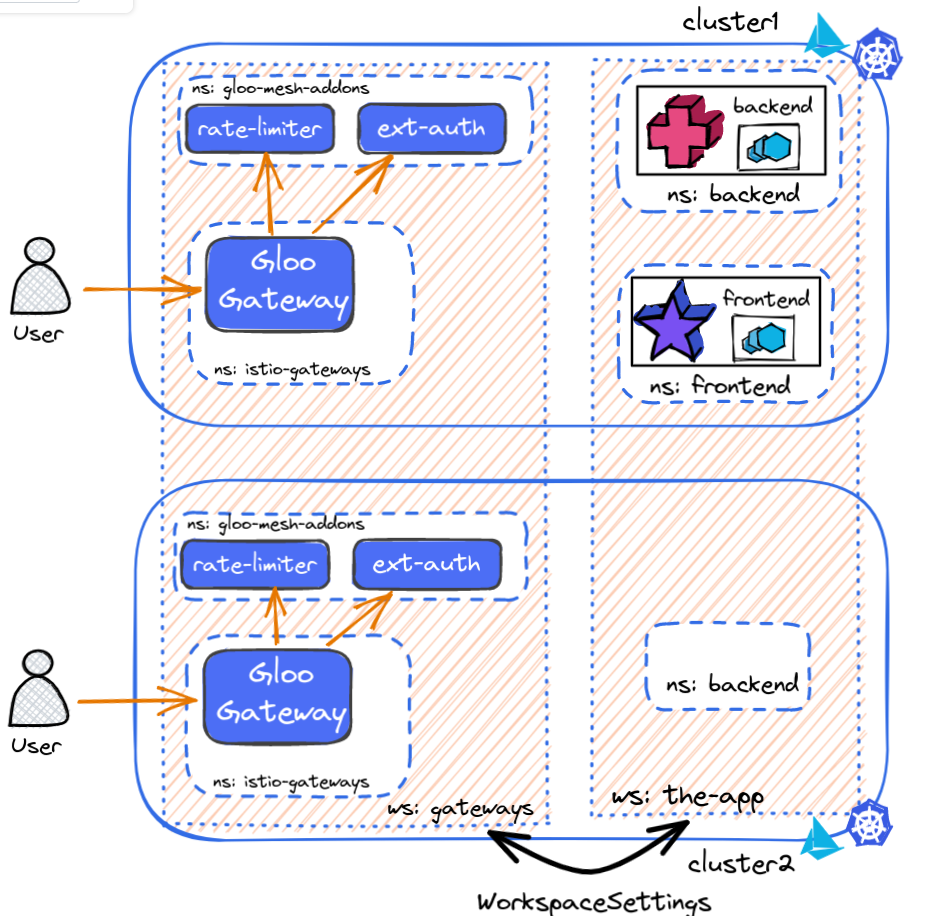 cluster1
ns: gloo-mesh-addons
rate-limiter
ext-auth
Gloo
Gateway
ns: istio-gateways
User
backend
ns: backend
frontend
ns: frontend
ns: gloo-mesh-addons
rate-limiter
ext-auth
Gloo
Gateway
ns: istio-gateways
User
ns: backend
ws: gateways
ws: the-app
cluster2
WorkspaceSettings